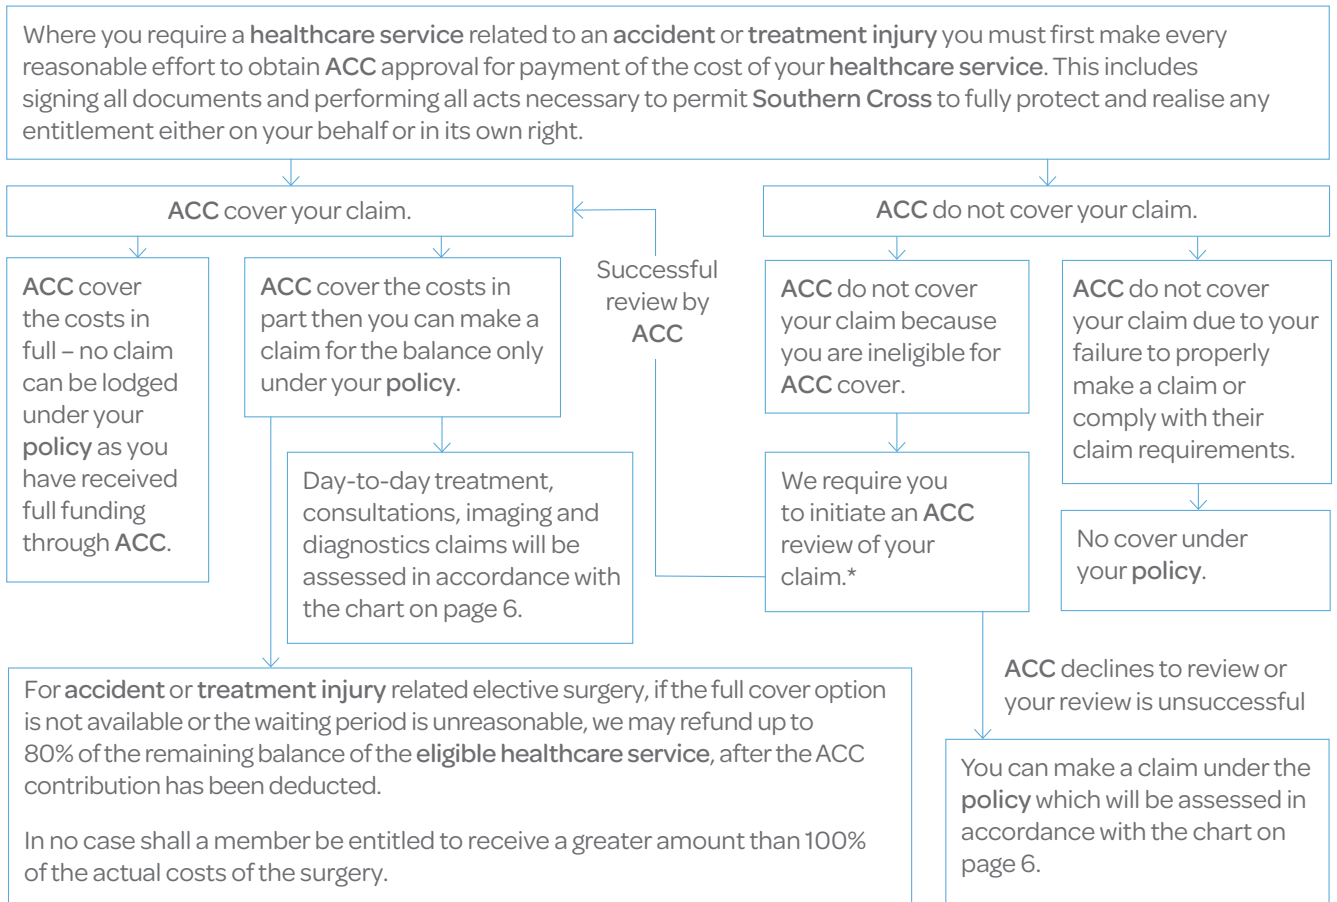 Where you require a healthcare service related to an accident or treatment injury you must first make every
reasonable effort to obtain ACC approval for payment of the cost of your healthcare service. This includes
signing all documents and performing all acts necessary to permit Southern Cross to fully protect and realise any
entitlement either on your behalf or in its own right.
ACC cover your claim.
ACC do not cover your claim.
ACC cover
the costs in
full – no claim
can be lodged
under your
policy as you
have received
full funding
through ACC.
ACC cover the costs in
part then you can make a
claim for the balance only
under your policy.
Successful
review by
ACC
ACC do not cover
your claim because
you are ineligible for
ACC cover.
ACC do not cover
your claim due to your
failure to properly
make a claim or
comply with their
claim requirements.
Day-to-day treatment,
consultations, imaging and
diagnostics claims will be
assessed in accordance with
the chart on page 6.
We require you
to initiate an ACC
review of your
claim.*
No cover under
your policy.
For accident or treatment injury related elective surgery, if the full cover option
is not available or the waiting period is unreasonable, we may refund up to
80% of the remaining balance of the eligible healthcare service, after the ACC
contribution has been deducted.
In no case shall a member be entitled to receive a greater amount than 100%
of the actual costs of the surgery.
ACC declines to review or
your review is unsuccessful
You can make a claim under the
policy which will be assessed in
accordance with the chart on
page 6.